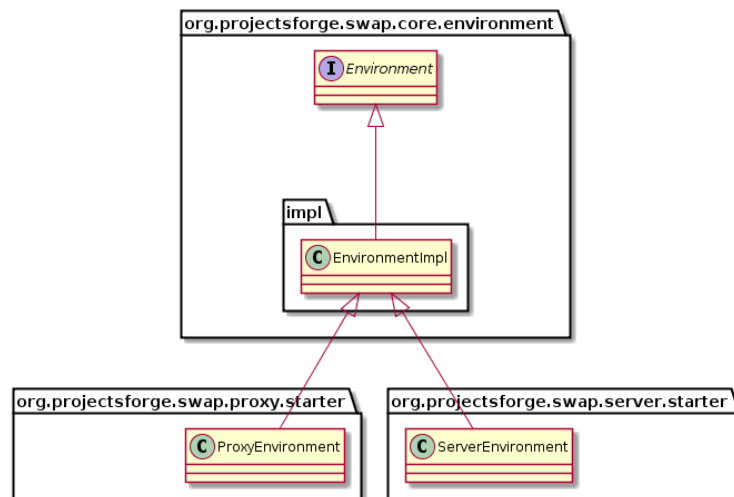 org.projectsforge.swap.core.environment
I Environment
impl
C EnvironmentImpl
org.projectsforge.swap.proxy.starter
org.projectsforge.swap.server.starter
C ProxyEnvironment
C ServerEnvironment